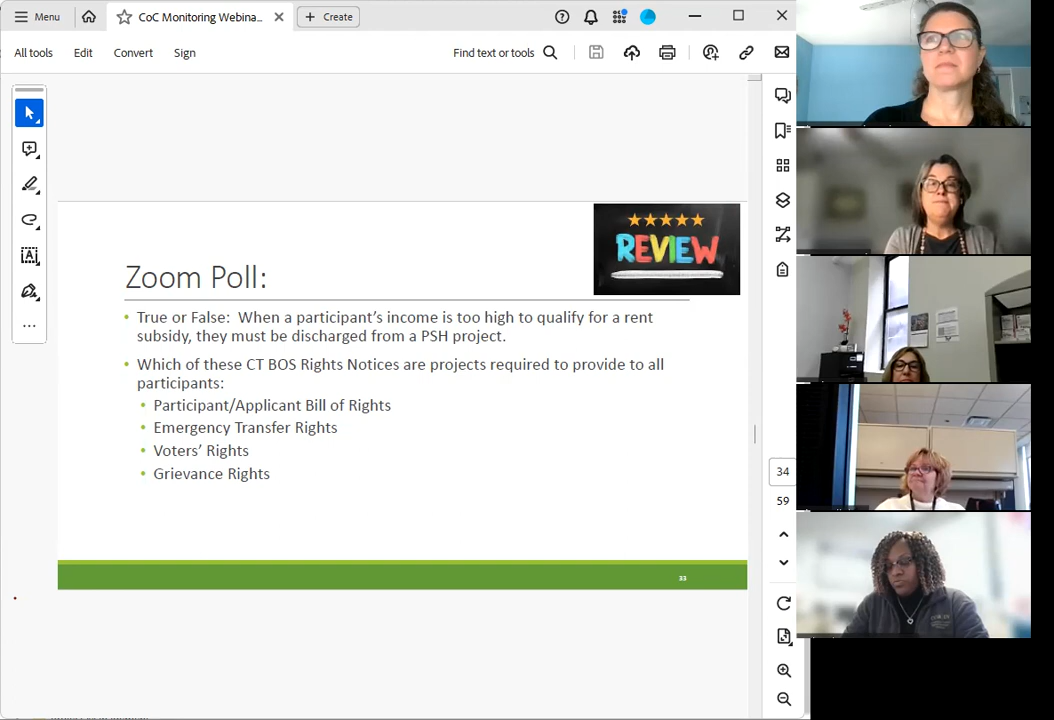 Menu
CoC Monitoring Webina...
Create
All tools
Edit
Convert
Sign
Find text or tools
REVIEW
Zoom Poll:
• True or False: When a participant's income is too high to qualify for a rent
subsidy, they must be discharged from a PSH project.
• Which of these CT BOS Rights Notices are projects required to provide to all
participants:
• Participant/Applicant Bill of Rights
• Emergency Transfer Rights
• Voters' Rights
• Grievance Rights
33
34
59